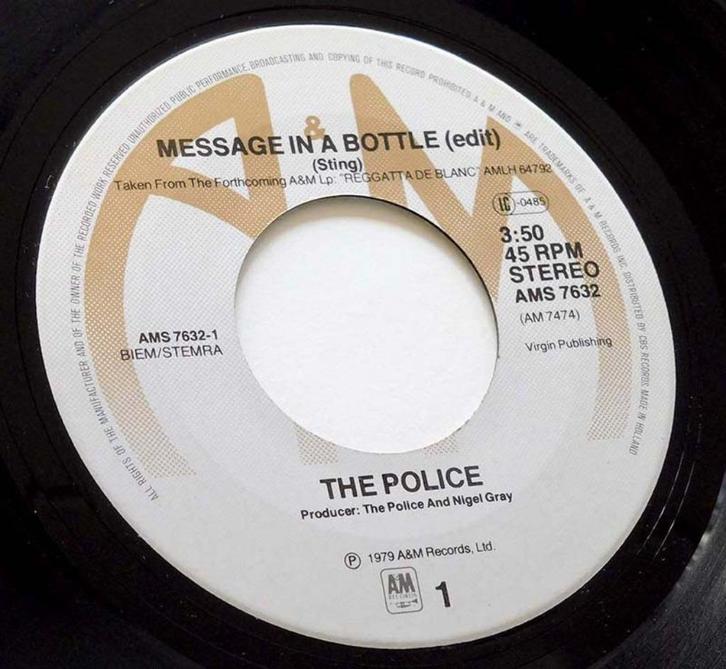 ALL RIGHTS OF THE MANUFACTURER AND OF THE OWNER OF THE RECORDED WORK RESERVED UNAUTHORIZED PUBLIC PERFORMANCE, BROADCASTING AND COPYING OF THIS RECORD PROHIBITED. A & M AND ARE TRADEMARKS OF A & M RECORDS INC. DISTRIBUTED BY CBS RECORDS. MADE IN HOLLAND
A&M
MESSAGE IN A BOTTLE (edit)
(Sting)
Taken From The Forthcoming A&M Lp: "REGGATTA DE BLANC" AMLH 64792
IC-0485
3:50
45 RPM
STEREO
AMS 7632
(AM 7474)
Virgin Publishing
AMS 7632-1
BIEM/STEMRA
THE POLICE
Producer: The Police And Nigel Gray
Ⓟ 1979 A&M Records, Ltd.
AM
RECORDS
1